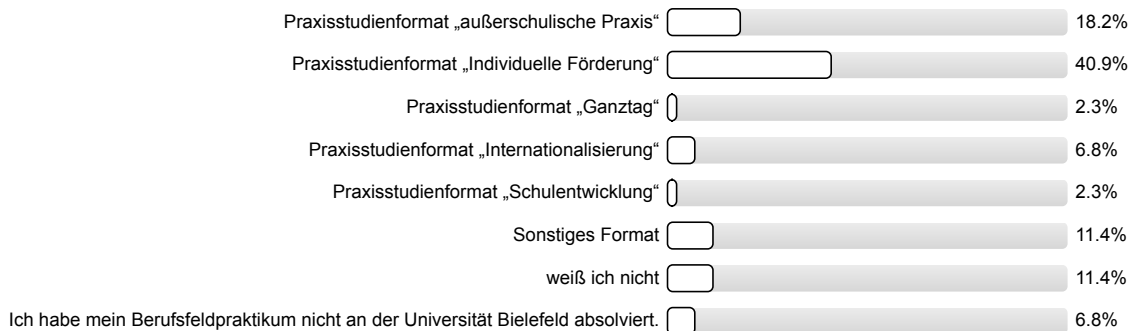 Praxisstudienformat „außerschulische Praxis“ 18.2%
Praxisstudienformat „Individuelle Förderung“ 40.9%
Praxisstudienformat „Ganztag“ 2.3%
Praxisstudienformat „Internationalisierung“ 6.8%
Praxisstudienformat „Schulentwicklung“ 2.3%
Sonstiges Format 11.4%
weiß ich nicht 11.4%
Ich habe mein Berufsfeldpraktikum nicht an der Universität Bielefeld absolviert. 6.8%